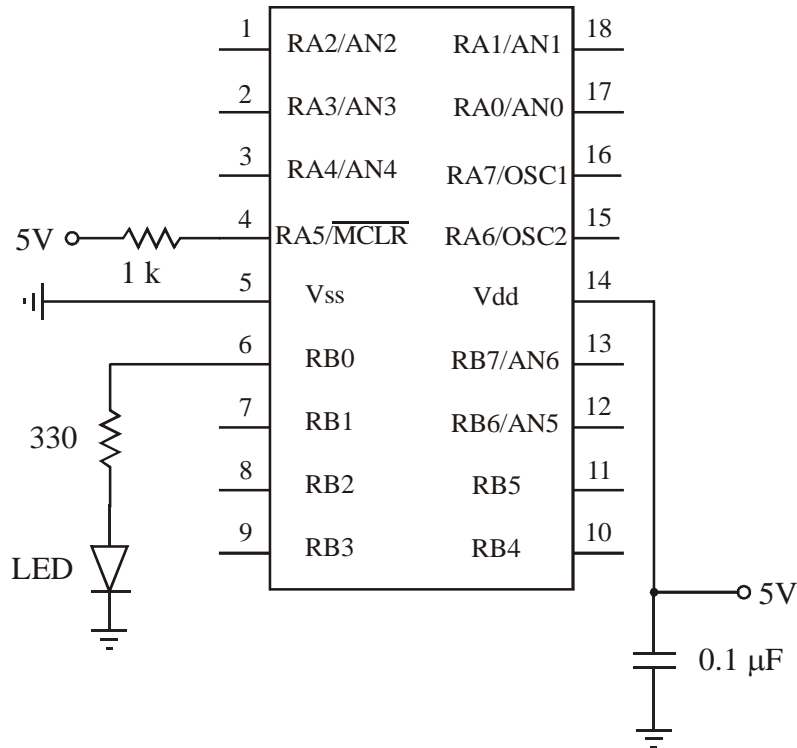 1 RA2/AN2 RA1/AN1 18
2 RA3/AN3 RA0/AN0 17
3 RA4/AN4 RA7/OSC1 16
5V 4 RA5/MCLR RA6/OSC2 15
1 k
5 Vss Vdd 14
6 RB0 RB7/AN6 13
330 7 RB1 RB6/AN5 12
8 RB2 RB5 11
9 RB3 RB4 10
LED
5V
0.1 μF